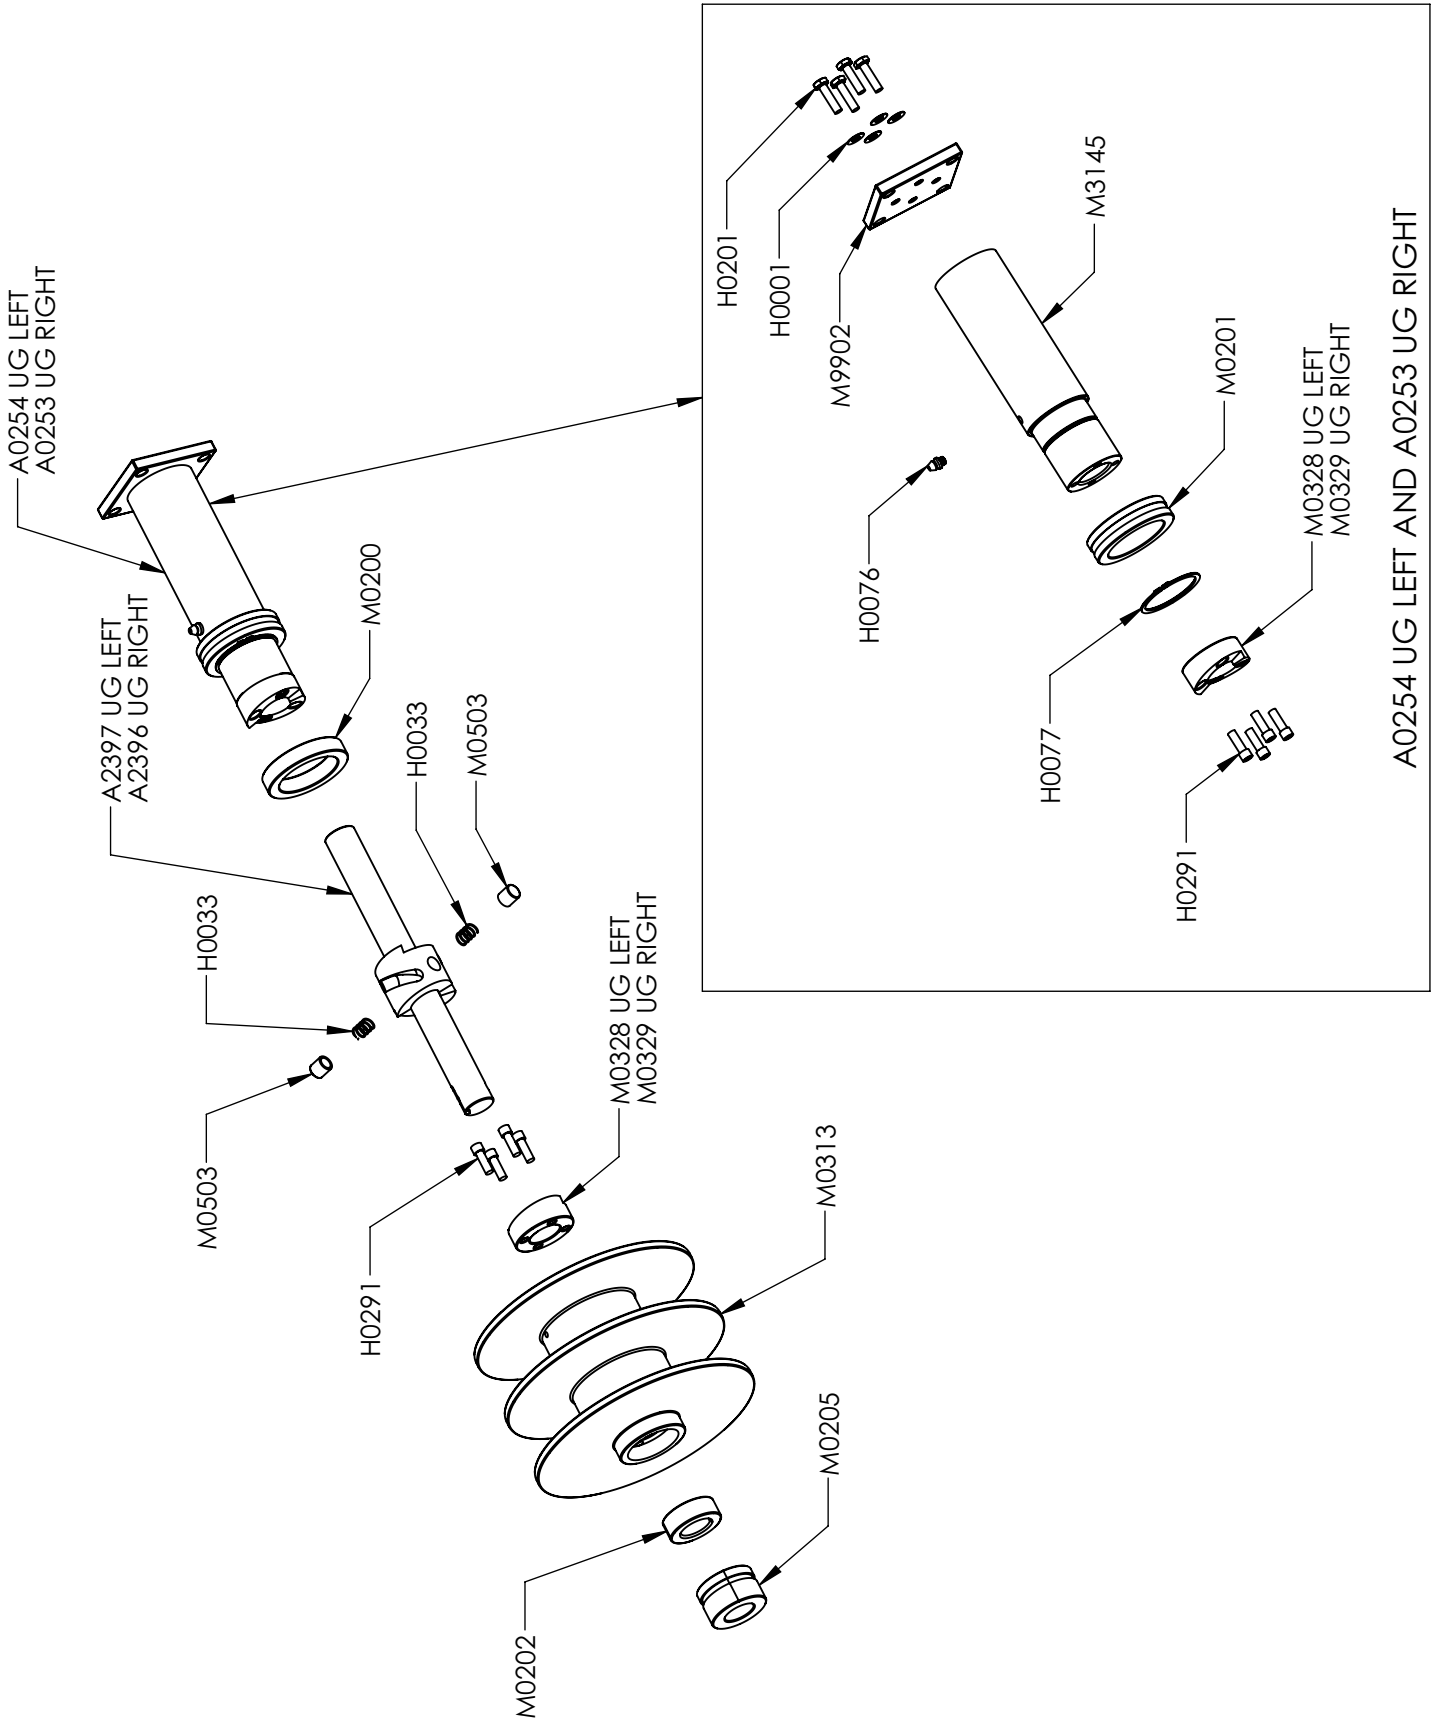 A0254 UG LEFT
A0253 UG RIGHT
A2397 UG LEFT
A2396 UG RIGHT
M0200
H0033
M0503
H0033
M0503
H0291
M0328 UG LEFT
M0329 UG RIGHT
M0313
M0202
M0205
H0201
H0001
M9902
M3145
H0076
M0201
H0077
M0328 UG LEFT
M0329 UG RIGHT
H0291
A0254 UG LEFT AND A0253 UG RIGHT